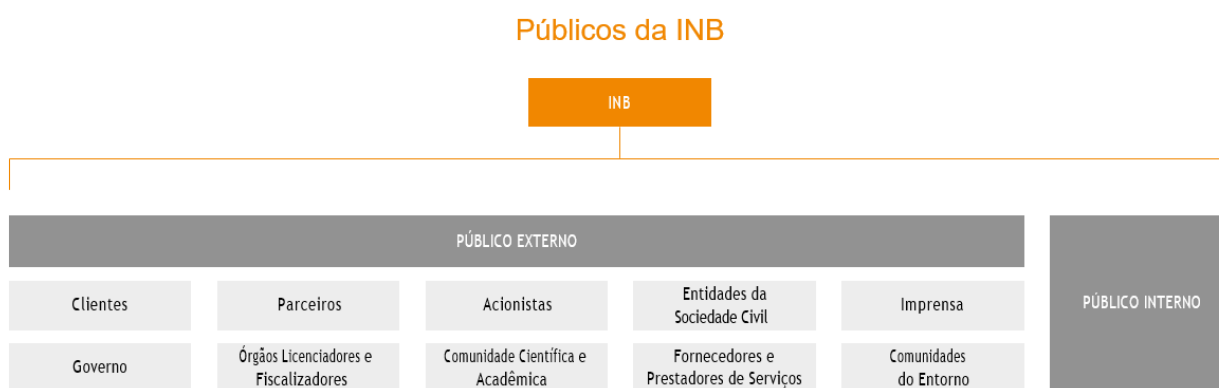 Públicos da INB
INB
PÚBLICO EXTERNO
PÚBLICO INTERNO
Clientes
Parceiros
Acionistas
Entidades da
Sociedade Civil
Imprensa
Governo
Órgãos Licenciadores e
Fiscalizadores
Comunidade Científica e
Acadêmica
Fornecedores e
Prestadores de Serviços
Comunidades
do Entorno